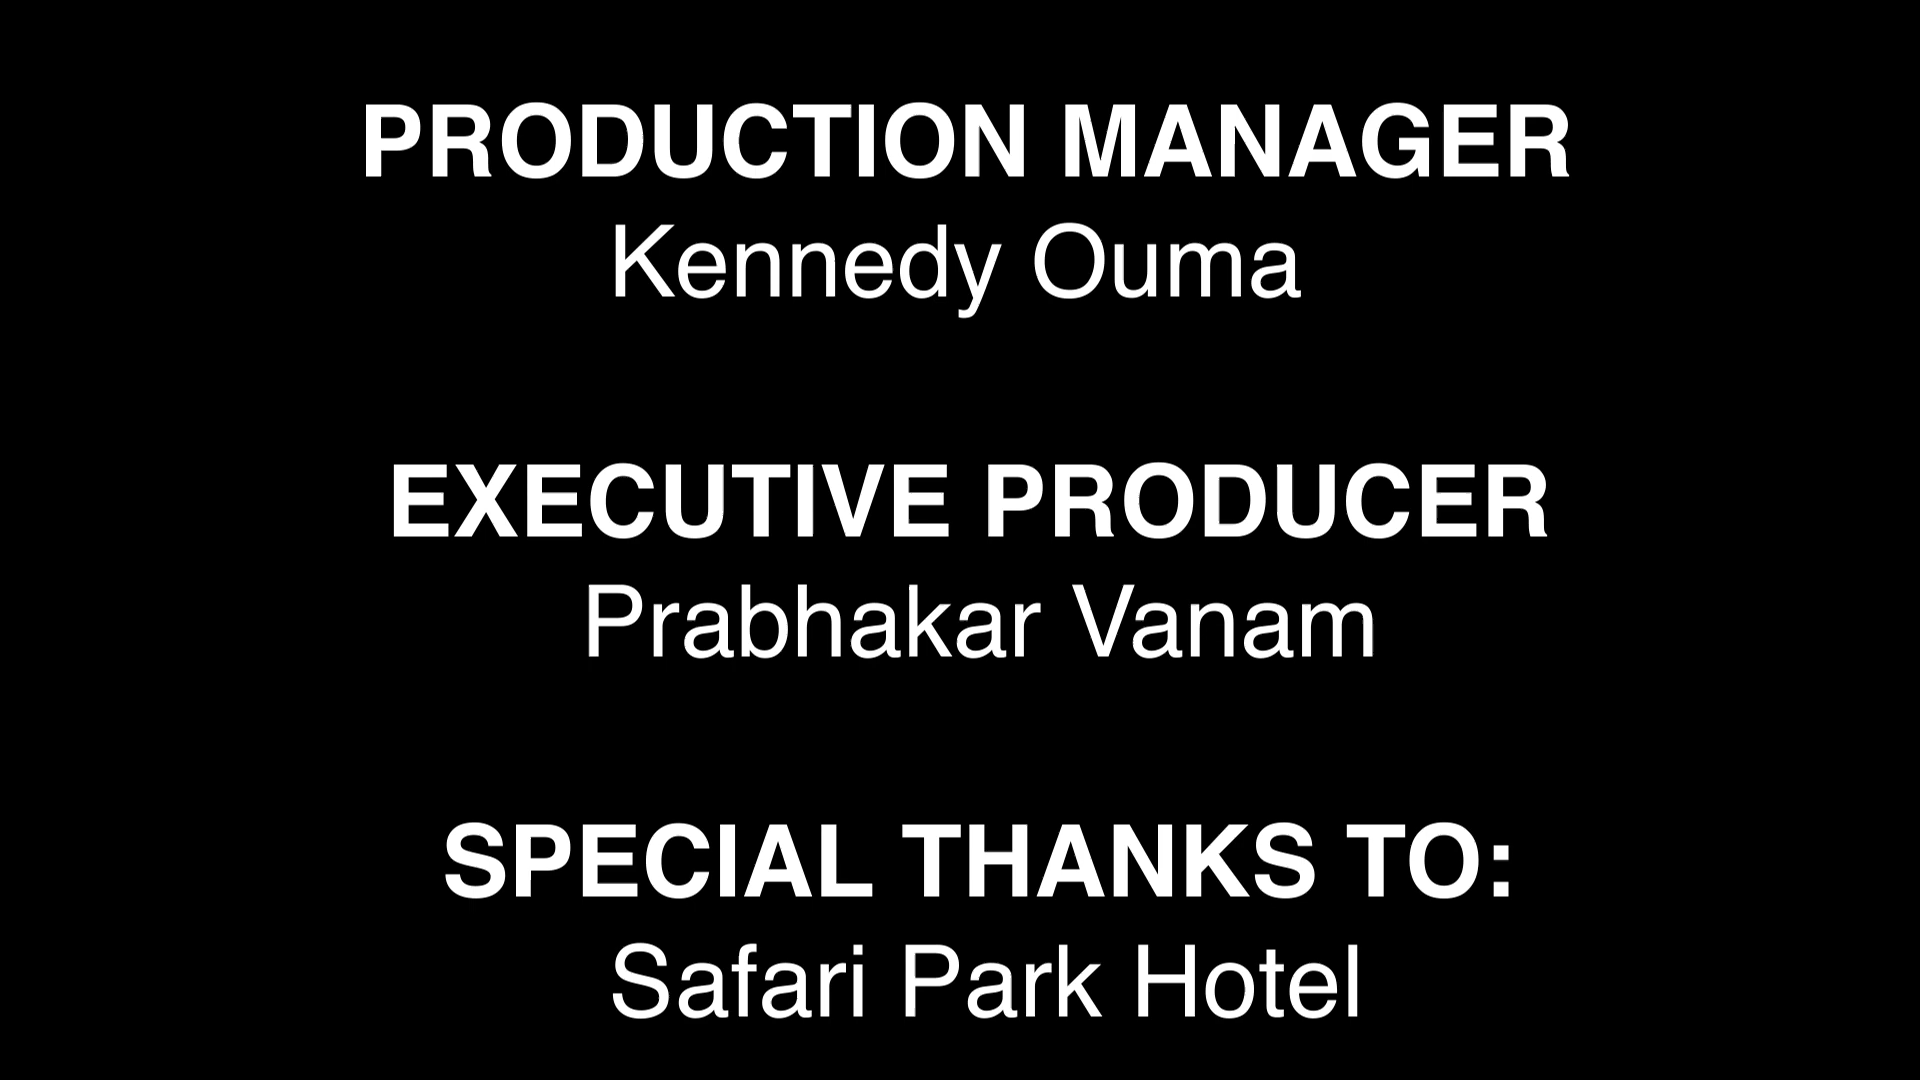 PRODUCTION MANAGER
Kennedy Ouma
EXECUTIVE PRODUCER
Prabhakar Vanam
SPECIAL THANKS TO:
Safari Park Hotel